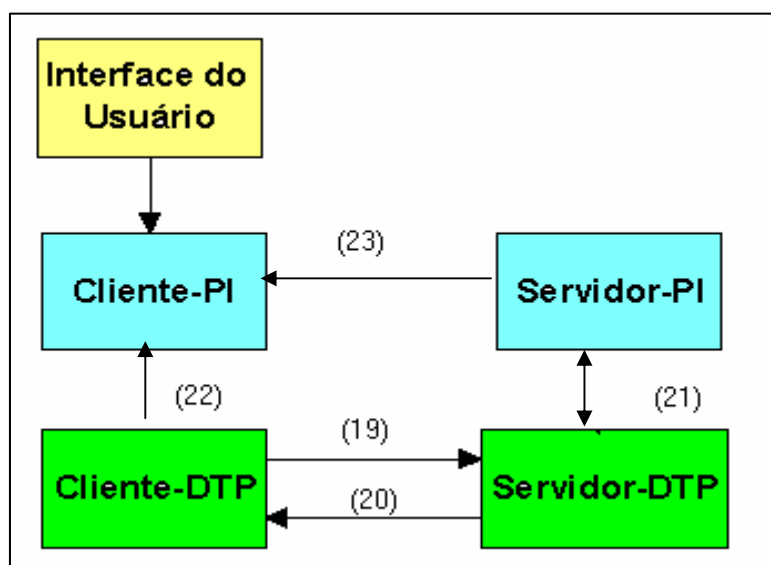 Interface do
Usuário
(23)
Cliente-PI
Servidor-PI
(22)
(21)
(19)
Cliente-DTP
Servidor-DTP
(20)